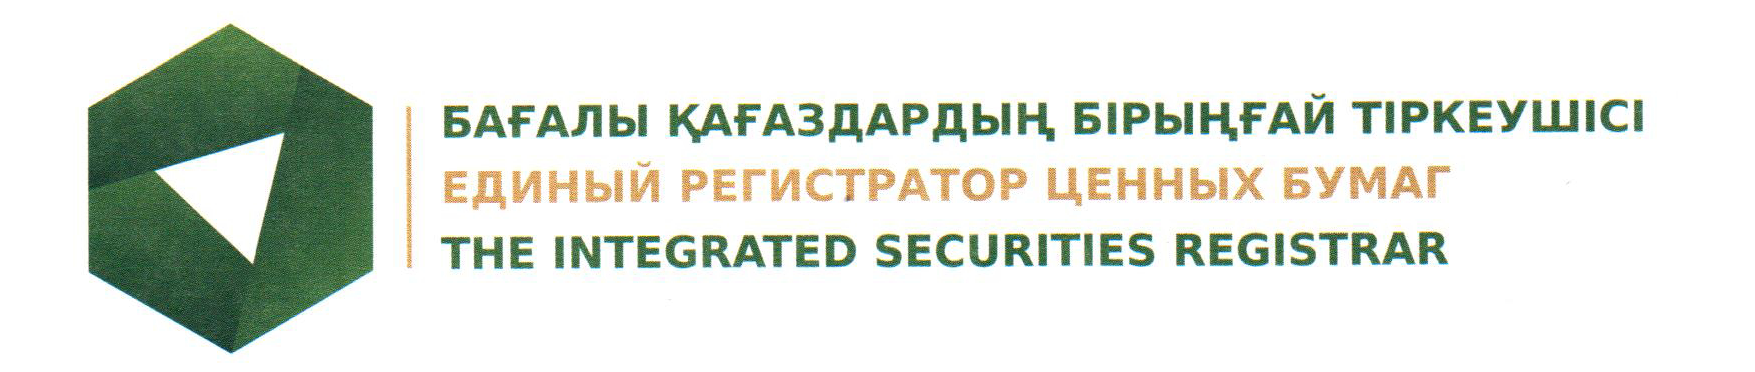 БАҒАЛЫ ҚАҒАЗДАРДЫҢ БІРЫҢҒАЙ ТІРКЕУШІСІ
ЕДИНЫЙ РЕГИСТРАТОР ЦЕННЫХ БУМАГ
THE INTEGRATED SECURITIES REGISTRAR